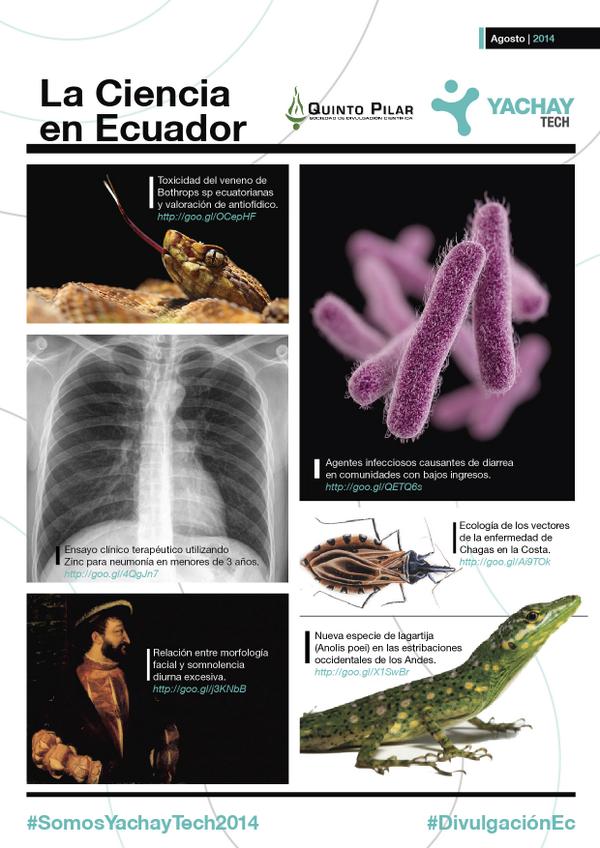 Agosto | 2014
La Ciencia
en Ecuador
QUINTO PILAR
SOCIEDAD DE DIVULGACIÓN CIENTÍFICA
YACHAY
TECH
Toxicidad del veneno de
Bothrops sp ecuatorianas
y valoración de antiofídico.
http://goo.gl/OCepHF
Agentes infecciosos causantes de diarrea
en comunidades con bajos ingresos.
http://goo.gl/QETQ6s
Ensayo clínico terapéutico utilizando
Zinc para neumonía en menores de 3 años.
http://goo.gl/4QgJn7
Ecología de los vectores
de la enfermedad de
Chagas en la Costa.
http://goo.gl/Ai9TOk
Relación entre morfología
facial y somnolencia
diurna excesiva.
http://goo.gl/j3KNbB
Nueva especie de lagartija
(Anolis poei) en las estribaciones
occidentales de los Andes.
http://goo.gl/X1SwBr
#SomosYachayTech2014
#DivulgaciónEc